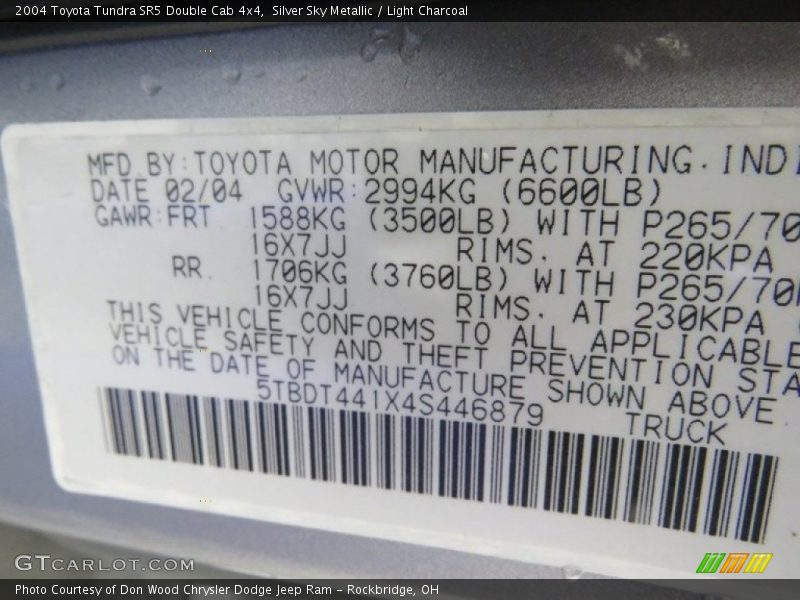 2004 Toyota Tundra SR5 Double Cab 4x4,  Silver Sky Metallic / Light Charcoal
MFD.BY:TOYOTA MOTOR MANUFACTURING.INDI
DATE 02/04  GVWR:2994KG (6600LB)
GAWR:FRT  1588KG (3500LB) WITH P265/70
16X7JJ  RIMS. AT 220KPA
RR.  1706KG (3760LB) WITH P265/70
16X7JJ  RIMS. AT 230KPA
THIS VEHICLE CONFORMS TO ALL APPLICABLE
VEHICLE SAFETY AND THEFT PREVENTION STA
ON THE DATE OF MANUFACTURE SHOWN ABOVE
5TBDT441X4S446879  TRUCK
GTCARLOT.COM
Photo Courtesy of Don Wood Chrysler Dodge Jeep Ram – Rockbridge, OH